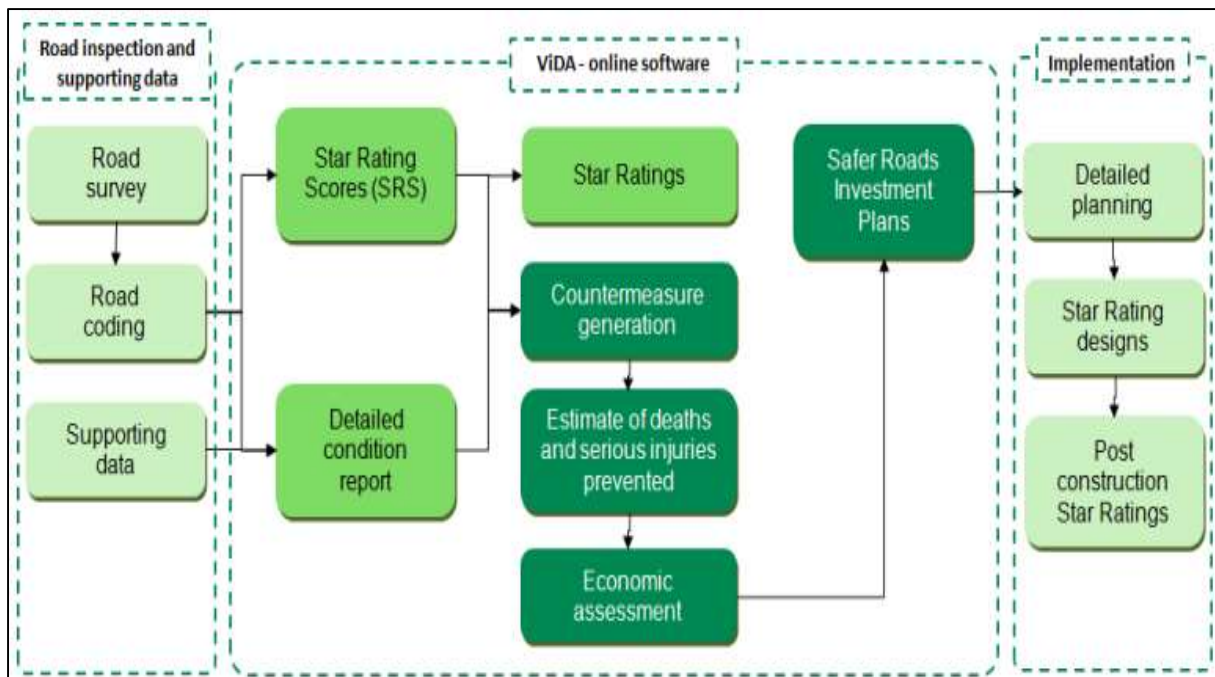 Road inspection and
supporting data
Road
survey
Road
coding
Supporting
data
ViDA - online software
Star Rating
Scores (SRS)
Detailed
condition
report
Star Ratings
Countermeasure
generation
Estimate of deaths
and serious injuries
prevented
Economic
assessment
Safer Roads
Investment
Plans
Implementation
Detailed
planning
Star Rating
designs
Post
construction
Star Ratings